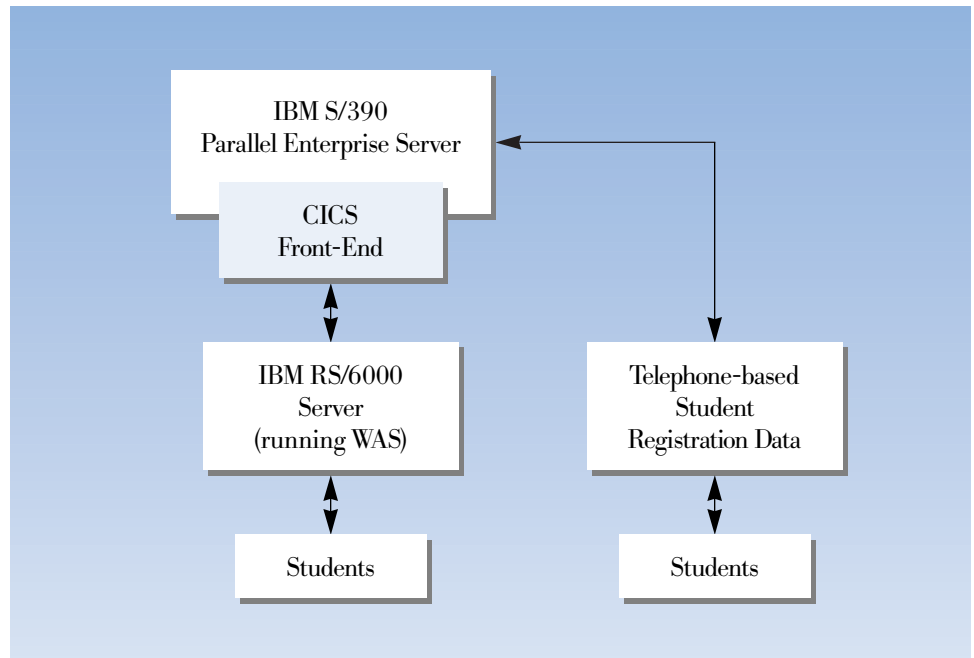 IBM S/390
Parallel Enterprise Server
CICS
Front-End
IBM RS/6000
Server
(running WAS)
Telephone-based
Student
Registration Data
Students
Students